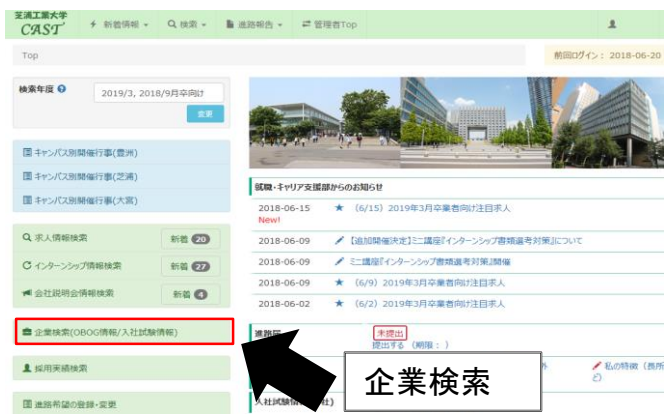 芝浦工業大学
CAST
新着情報
検索
進路報告
管理者Top
Top
前回ログイン： 2018-06-20
検索年度
2019/3, 2018/9月卒向け
変更
キャンパス別開催行事(豊洲)
キャンパス別開催行事(芝浦)
キャンパス別開催行事(大宮)
求人情報検索 新着 20
インターンシップ情報検索 新着 27
会社説明会情報検索 新着 4
企業検索(OBOG情報/入社試験情報)
採用実績検索
進路希望の登録・変更
就職・キャリア支援部からのお知らせ
2018-06-15 ★ (6/15) 2019年3月卒業者向け注目求人
New!
2018-06-09 【追加開催決定】ミニ講座『インターンシップ書類選考対策』について
2018-06-09 ミニ講座『インターンシップ書類選考対策』開催
2018-06-09 ★ (6/9) 2019年3月卒業者向け注目求人
2018-06-02 ★ (6/2) 2019年3月卒業者向け注目求人
進路届 未提出
提出する （期限： ）
私の特徴（長所
ど）
企業検索
入社試験情